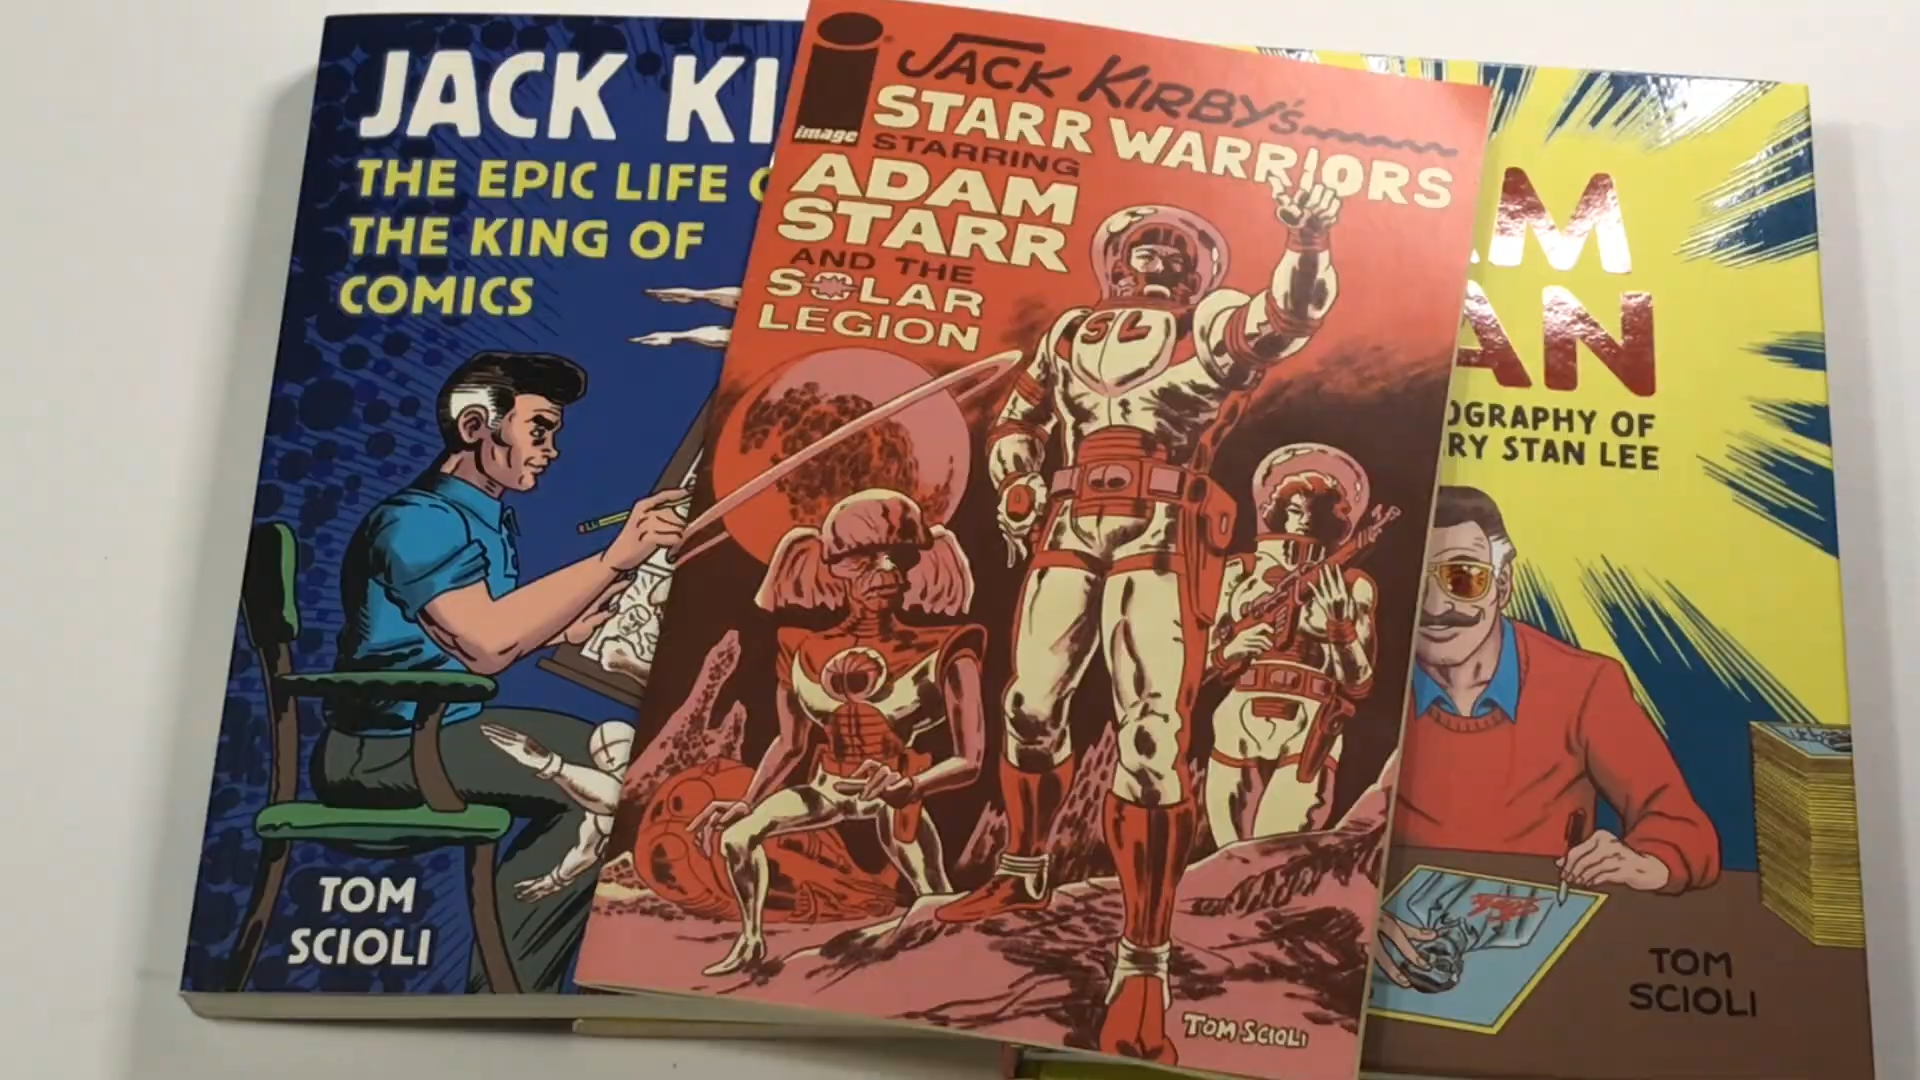 JACK KI
THE EPIC LIFE
THE KING OF
COMICS
TOM
SCIOLI
image
JACK KIRBY'S
STARR WARRIORS
STARRING
ADAM
STARR
AND THE
SOLAR
LEGION
SL
TOM SCIOLI
AM
AN
OGRAPHY OF
RY STAN LEE
TOM
SCIOLI